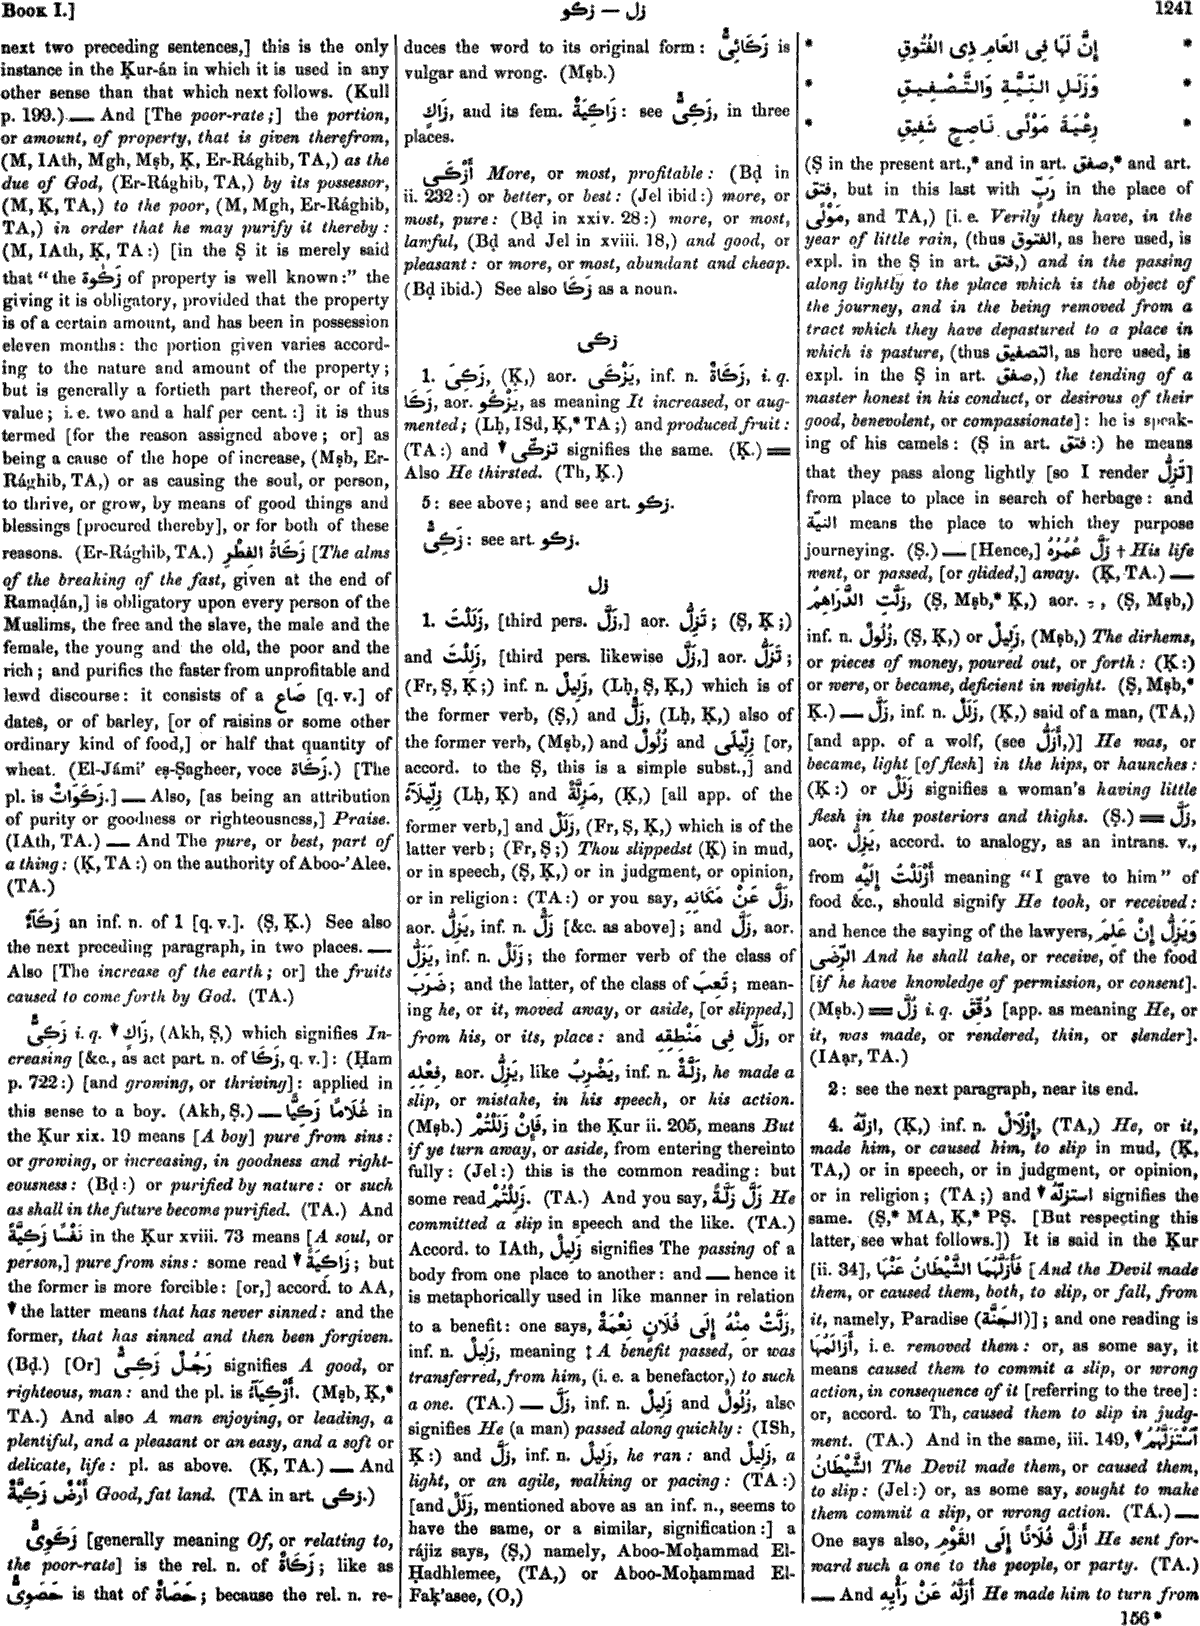 BOOK I.]
زكو — زل
1241
next two preceding sentences,] this is the only
instance in the Ḳur-án in which it is used in any
other sense than that which next follows. (Kull
p. 199.) — And [The poor-rate;] the portion,
or amount, of property, that is given therefrom,
(M, IAth, Mgh, Mṣb, Ḳ, Er-Rághib, TA,) as the
due of God, (Er-Rághib, TA,) by its possessor,
(M, Ḳ, TA,) to the poor, (M, Mgh, Er-Rághib,
TA,) in order that he may purify it thereby:
(M, IAth, Ḳ, TA:) [in the Ṣ it is merely said
that “the زَكٰوة of property is well known:” the
giving it is obligatory, provided that the property
is of a certain amount, and has been in possession
eleven months: the portion given varies accord-
ing to the nature and amount of the property;
but is generally a fortieth part thereof, or of its
value; i. e. two and a half per cent.:] it is thus
termed [for the reason assigned above; or] as
being a cause of the hope of increase, (Mṣb, Er-
Rághib, TA,) or as causing the soul, or person,
to thrive, or grow, by means of good things and
blessings [procured thereby], or for both of these
reasons. (Er-Rághib, TA.) زَكَاةُ الفِطْرِ [The alms
of the breaking of the fast, given at the end of
Ramaḍán,] is obligatory upon every person of the
Muslims, the free and the slave, the male and the
female, the young and the old, the poor and the
rich; and purifies the faster from unprofitable and
lewd discourse: it consists of a صَاع [q. v.] of
dates, or of barley, [or of raisins or some other
ordinary kind of food,] or half that quantity of
wheat. (El-Jámi’ eṣ-Ṣagheer, voce زَكَاة.) [The
pl. is زَكَوَاتٌ.] — Also, [as being an attribution
of purity or goodness or righteousness,] Praise.
(IAth, TA.) — And The pure, or best, part of
a thing: (Ḳ, TA:) on the authority of Aboo-’Alee.
(TA.)
زَكَآءٌ an inf. n. of 1 [q. v.]. (Ṣ, Ḳ.) See also
the next preceding paragraph, in two places. —
Also [The increase of the earth; or] the fruits
caused to come forth by God. (TA.)
زَكِىٌّ i. q. ▼ زَاكٍ, (Akh, Ṣ,) which signifies In-
creasing [&c., as act. part. n. of زَكَا, q. v.]: (Ḥam
p. 722:) [and growing, or thriving]: applied in
this sense to a boy. (Akh, Ṣ.) — غُلَامًا زَكِيًّا in
the Ḳur xix. 19 means [A boy] pure from sins:
or growing, or increasing, in goodness and right-
eousness: (Bḍ:) or purified by nature: or such
as shall in the future become purified. (TA.) And
نَفْسًا زَكِيَّةً in the Ḳur xviii. 73 means [A soul, or
person,] pure from sins: some read ▼ زَاكِيَةً; but
the former is more forcible: [or,] accord. to AA,
▼ the latter means that has never sinned: and the
former, that has sinned and then been forgiven.
(Bḍ.) [Or] رَجُلٌ زَكِىٌّ signifies A good, or
righteous, man: and the pl. is أَزْكِيَآءُ. (Mṣb, Ḳ,*
TA.) And also A man enjoying, or leading, a
plentiful, and a pleasant or an easy, and a soft or
delicate, life: pl. as above. (Ḳ, TA.) — And
أَرْضٌ زَكِيَّةٌ Good, fat land. (TA in art. زكى.)
زَكَوِىٌّ [generally meaning Of, or relating to,
the poor-rate] is the rel. n. of زَكَاةٌ; like as
حَصَوِىٌّ is that of حَصَاةٌ; because the rel. n. re-
duces the word to its original form: زَكَاتِىٌّ is
vulgar and wrong. (Mṣb.)
زَاكٍ, and its fem. زَاكِيَةٌ: see زَكِىٌّ, in three
places.
أَزْكَى More, or most, profitable: (Bḍ in
ii. 232:) or better, or best: (Jel ibid:) more, or
most, pure: (Bḍ in xxiv. 28:) more, or most,
lawful, (Bḍ and Jel in xviii. 18,) and good, or
pleasant: or more, or most, abundant and cheap.
(Bḍ ibid.) See also زَكًا as a noun.
زكى
1. زَكِىَ, (Ḳ,) aor. يَزْكَى, inf. n. زَكَاةٌ, i. q.
زَكَا, aor. يَزْكُو, as meaning It increased, or aug-
mented; (Lḥ, ISd, Ḳ,* TA;) and produced fruit:
(TA:) and ▼ تزكّى signifies the same. (Ḳ.) ═
Also He thirsted. (Th, Ḳ.)
5: see above; and see art. زكو.
زَكِىٌّ: see art. زكو.
زل
1. زَلَلْتَ, [third pers. زَلَّ,] aor. تَزِلُّ; (Ṣ, Ḳ;)
and زَلِلْتَ, [third pers. likewise زَلَّ,] aor. تَزَلُّ;
(Fr, Ṣ, Ḳ;) inf. n. زَلِيلٌ, (Lḥ, Ṣ, Ḳ,) which is of
the former verb, (Ṣ,) and زَلٌّ, (Lḥ, Ḳ,) also of
the former verb, (Mṣb,) and زُلُولٌ and زِلِّيلَى [or,
accord. to the Ṣ, this is a simple subst.,] and
زِلِّيلَآءُ (Lḥ, Ḳ) and مَزِلَّةٌ, (Ḳ,) [all app. of the
former verb,] and زَلَلٌ, (Fr, Ṣ, Ḳ,) which is of the
latter verb; (Fr, Ṣ;) Thou slippedst (Ḳ) in mud,
or in speech, (Ṣ, Ḳ,) or in judgment, or opinion,
or in religion: (TA:) or you say, زَلَّ عَنْ مَكَانِهِ,
aor. يَزِلُّ, inf. n. زَلٌّ [&c. as above]; and زَلَّ, aor.
يَزَلُّ, inf. n. زَلَلٌ; the former verb of the class of
ضَرَبَ; and the latter, of the class of تَعِبَ; mean-
ing he, or it, moved away, or aside, [or slipped,]
from his, or its, place: and زَلَّ فِى مَنْطِقِهِ, or
فِعْلِهِ, aor. يَزِلُّ, like يَضْرِبُ, inf. n. زَلَّةٌ, he made a
slip, or mistake, in his speech, or his action.
(Mṣb.) فَإِنْ زَلَلْتُمْ, in the Ḳur ii. 205, means But
if ye turn away, or aside, from entering thereinto
fully: (Jel:) this is the common reading: but
some read زَلِلْتُمْ. (TA.) And you say, زَلَّ زَلَّةً He
committed a slip in speech and the like. (TA.)
Accord. to IAth, زَلِيلٌ signifies The passing of a
body from one place to another: and — hence it
is metaphorically used in like manner in relation
to a benefit: one says, زَلَّتْ مِنْهُ إِلَى فُلَانٍ نِعْمَةٌ,
inf. n. زَلِيلٌ, meaning ‡ A benefit passed, or was
transferred, from him, (i. e. a benefactor,) to such
a one. (TA.) — زَلَّ, inf. n. زَلِيلٌ and زُلُولٌ, also
signifies He (a man) passed along quickly: (ISh,
Ḳ:) and زَلَّ, inf. n. زَلِيلٌ, he ran: and زَلِيلٌ, a
light, or an agile, walking or pacing: (TA:)
[and زَلَلٌ, mentioned above as an inf. n., seems to
have the same, or a similar, signification:] a
rájiz says, (Ṣ,) namely, Aboo-Moḥammad El-
Ḥadhlemee, (TA,) or Aboo-Moḥammad El-
Faḳ’asee, (O,)
* إِنَّ لَهَا فِى العَامِ ذِى الفُتُوقِ *
* وَزَلَلِ النِّيَّةِ وَالتَّصْفِيقِ *
* رِعْيَةَ مَوْلًى نَاصِحٍ شَفِيقِ *
(Ṣ in the present art.,* and in art. صفق,* and art.
فتق, but in this last with رَبٍّ in the place of
مَوْلًى, and TA,) [i. e. Verily they have, in the
year of little rain, (thus الفتوق, as here used, is
expl. in the Ṣ in art. فتق,) and in the passing
along lightly to the place which is the object of
the journey, and in the being removed from a
tract which they have depastured to a place in
which is pasture, (thus التصفيق, as here used, is
expl. in the Ṣ in art. صفق,) the tending of a
master honest in his conduct, or desirous of their
good, benevolent, or compassionate]: he is speak-
ing of his camels: (Ṣ in art. فتق:) he means
that they pass along lightly [so I render تَزِلُّ]
from place to place in search of herbage: and
النيّة means the place to which they purpose
journeying. (Ṣ.) — [Hence,] زَلَّ عُمُرُهُ † His life
went, or passed, [or glided,] away. (Ḳ, TA.) —
زَلَّتِ الدَّرَاهِمُ, (Ṣ, Mṣb,* Ḳ,) aor. ـِ, (Ṣ, Mṣb,)
inf. n. زُلُولٌ, (Ṣ, Ḳ,) or زَلِيلٌ, (Mṣb,) The dirhems,
or pieces of money, poured out, or forth: (Ḳ:)
or were, or became, deficient in weight. (Ṣ, Mṣb,*
Ḳ.) — زَلَّ, inf. n. زَلَلٌ, (Ḳ,) said of a man, (TA,)
[and app. of a wolf, (see أَزَلُّ,)] He was, or
became, light [of flesh] in the hips, or haunches:
(Ḳ:) or زَلَلٌ signifies a woman's having little
flesh in the posteriors and thighs. (Ṣ.) ═ زَلَّ,
aor. يَزِلُّ, accord. to analogy, as an intrans. v.,
from أَزْلَلْتُ إِلَيْهِ meaning “I gave to him” of
food &c., should signify He took, or received:
and hence the saying of the lawyers, وَيَزِلُّ إِنْ عَلِمَ
الرِّضَى And he shall take, or receive, of the food
[if he have knowledge of permission, or consent].
(Mṣb.) ═ زُلَّ i. q. دُقِّقَ [app. as meaning He, or
it, was made, or rendered, thin, or slender].
(IAạr, TA.)
2: see the next paragraph, near its end.
4. ازلّهُ, (Ḳ,) inf. n. إِزْلَالٌ, (TA,) He, or it,
made him, or caused him, to slip in mud, (Ḳ,
TA,) or in speech, or in judgment, or opinion,
or in religion; (TA;) and ▼ استزلّهُ signifies the
same. (Ṣ,* MA, Ḳ,* PṢ. [But respecting this
latter, see what follows.]) It is said in the Ḳur
[ii. 34], فَأَزَلَّهُمَا الشَّيْطَانُ عَنْهَا [And the Devil made
them, or caused them, both, to slip, or fall, from
it, namely, Paradise (الجَنَّة)]; and one reading is
أَزَالَهُمَا, i. e. removed them: or, as some say, it
means caused them to commit a slip, or wrong
action, in consequence of it [referring to the tree]:
or, accord. to Th, caused them to slip in judg-
ment. (TA.) And in the same, iii. 149, ▼ اسْتَزَلَّهُمُ
الشَّيْطَانُ The Devil made them, or caused them,
to slip: (Jel:) or, as some say, sought to make
them commit a slip, or wrong action. (TA.) —
One says also, أَزَلَّ فُلَانًا إِلَى القَوْمِ He sent for-
ward such a one to the people, or party. (TA.)
— And أَزَلَّهُ عَنْ رَأْيِهِ He made him to turn from
156 *